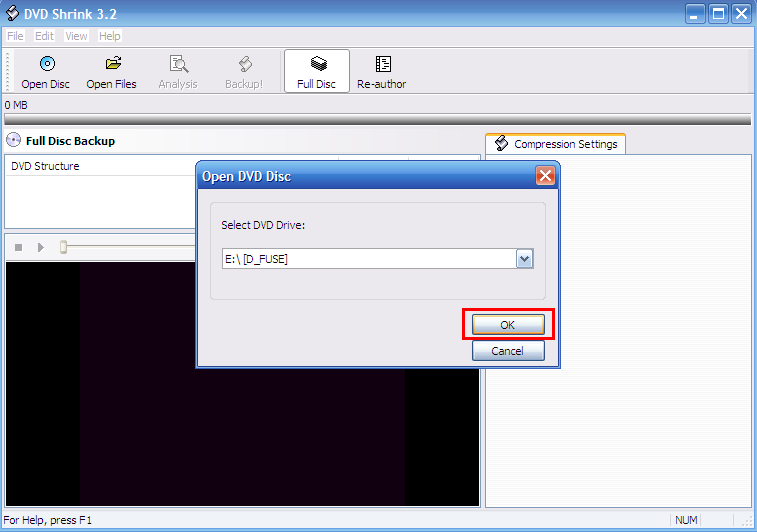 DVD Shrink 3.2
File Edit View Help
Open Disc Open Files Analysis Backup! Full Disc Re-author
0 MB
Full Disc Backup
Compression Settings
DVD Structure
Open DVD Disc
Select DVD Drive:
E:\ [D_FUSE]
OK
Cancel
For Help, press F1
NUM